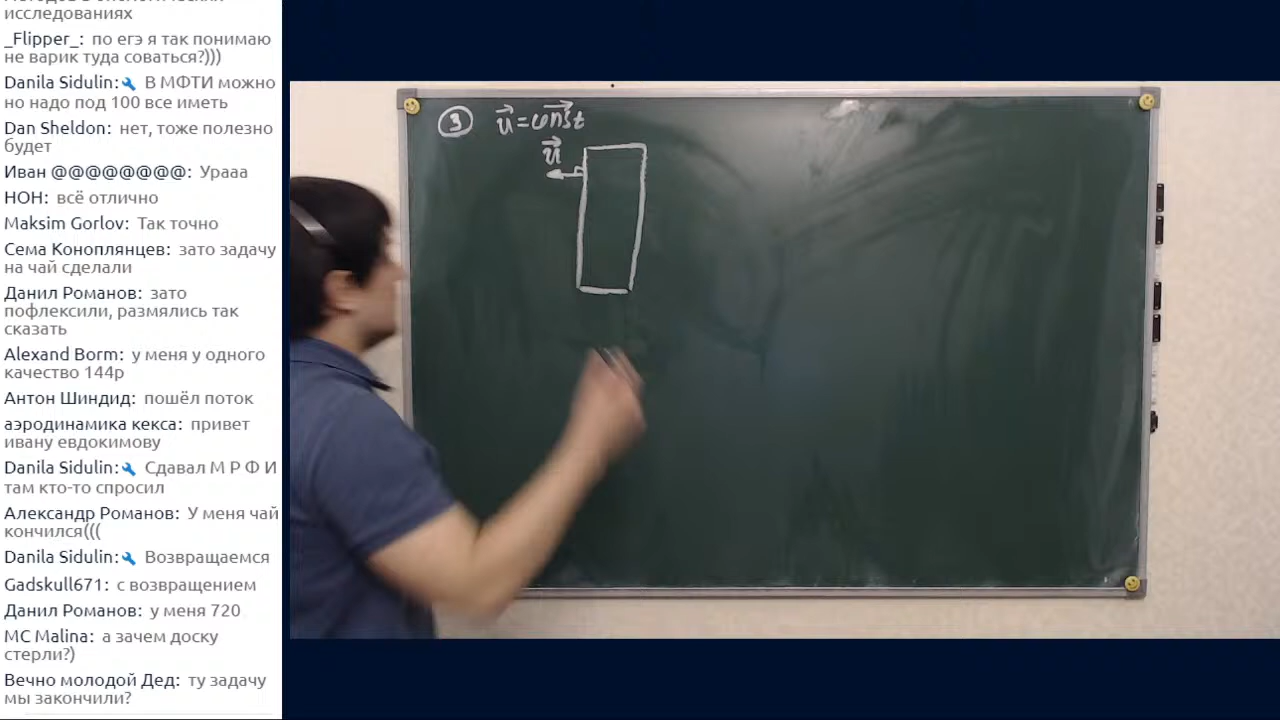 исследованиях
_Flipper_: по егэ я так понимаю
не варик туда соваться?)))
Danila Sidulin: В МФТИ можно
но надо под 100 все иметь
Dan Sheldon: нет, тоже полезно
будет
Иван @@@@@@@@: Урааа
НОН: всё отлично
Maksim Gorlov: Так точно
Сема Коноплянцев: зато задачу
на чай сделали
Данил Романов: зато
пофлексили, размялись так
сказать
Alexand Borm: у меня у одного
качество 144р
Антон Шиндид: пошёл поток
аэродинамика кекса: привет
ивану евдокимову
Danila Sidulin: Сдавал М Р Ф И
там кто-то спросил
Александр Романов: У меня чай
кончился(((
Danila Sidulin: Возвращаемся
Gadskull671: с возвращением
Данил Романов: у меня 720
MC Malina: а зачем доску
стерли?)
Вечно молодой Дед: ту задачу
мы закончили?
3 u⃗ = const
u⃗